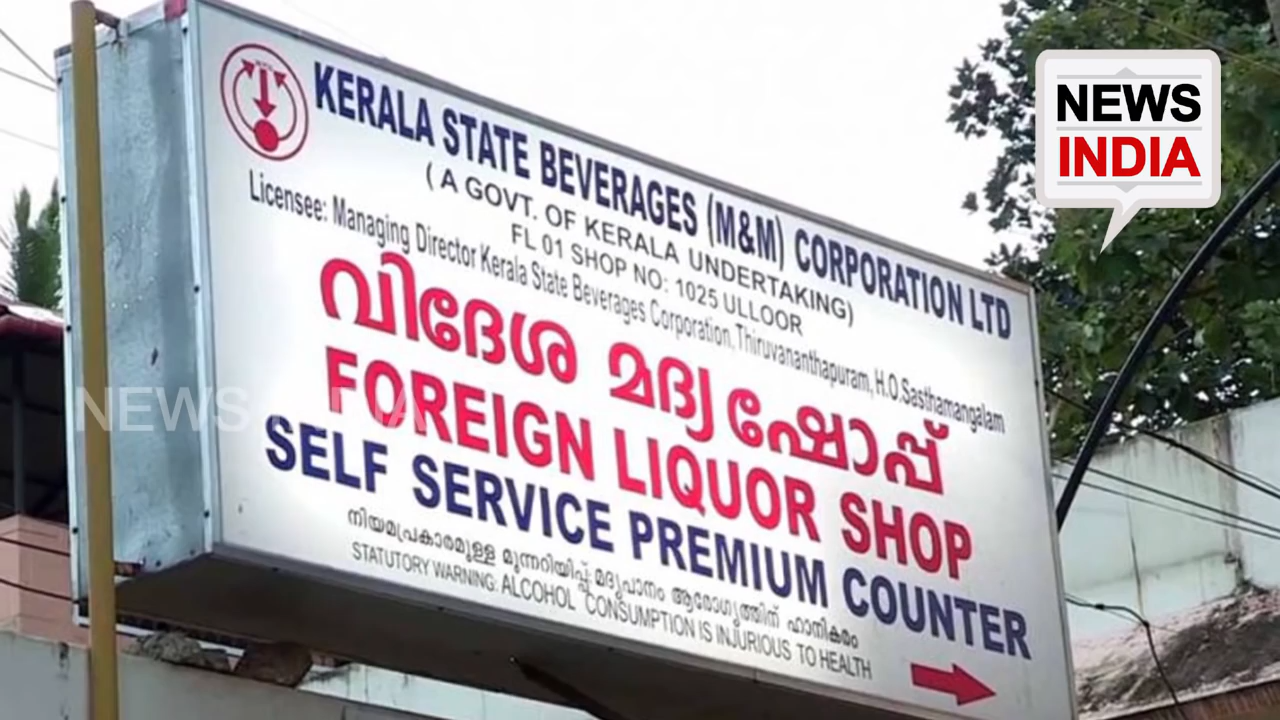 KERALA STATE BEVERAGES (M&M) CORPORATION LTD
( A GOVT. OF KERALA UNDERTAKING)
FL 01 SHOP NO: 1025 ULLOOR
Licensee: Managing Director Kerala State Beverages Corporation, Thiruvananthapuram, H.O.Sasthamangalam
വിദേശ മദ്യ ഷോപ്പ്
FOREIGN LIQUOR SHOP
SELF SERVICE PREMIUM COUNTER
നിയമപ്രകാരമുള്ള മുന്നറിയിപ്പ്: മദ്യപാനം ആരോഗ്യത്തിന് ഹാനികരം
STATUTORY WARNING: ALCOHOL CONSUMPTION IS INJURIOUS TO HEALTH
NEWS
INDIA
NEWS INDIA